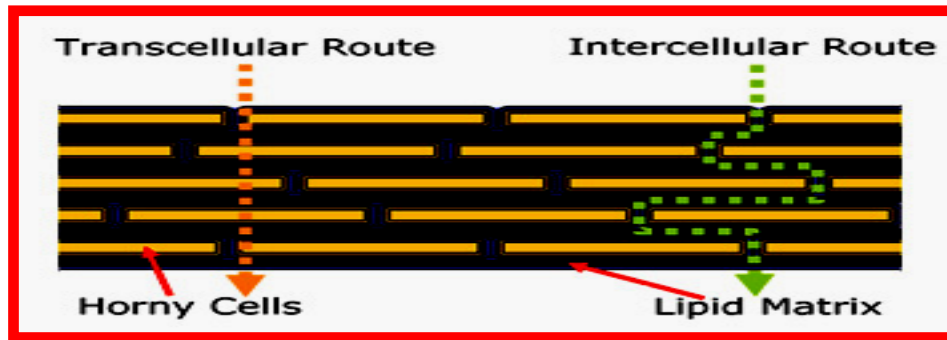 Transcellular Route
Intercellular Route
Horny Cells
Lipid Matrix